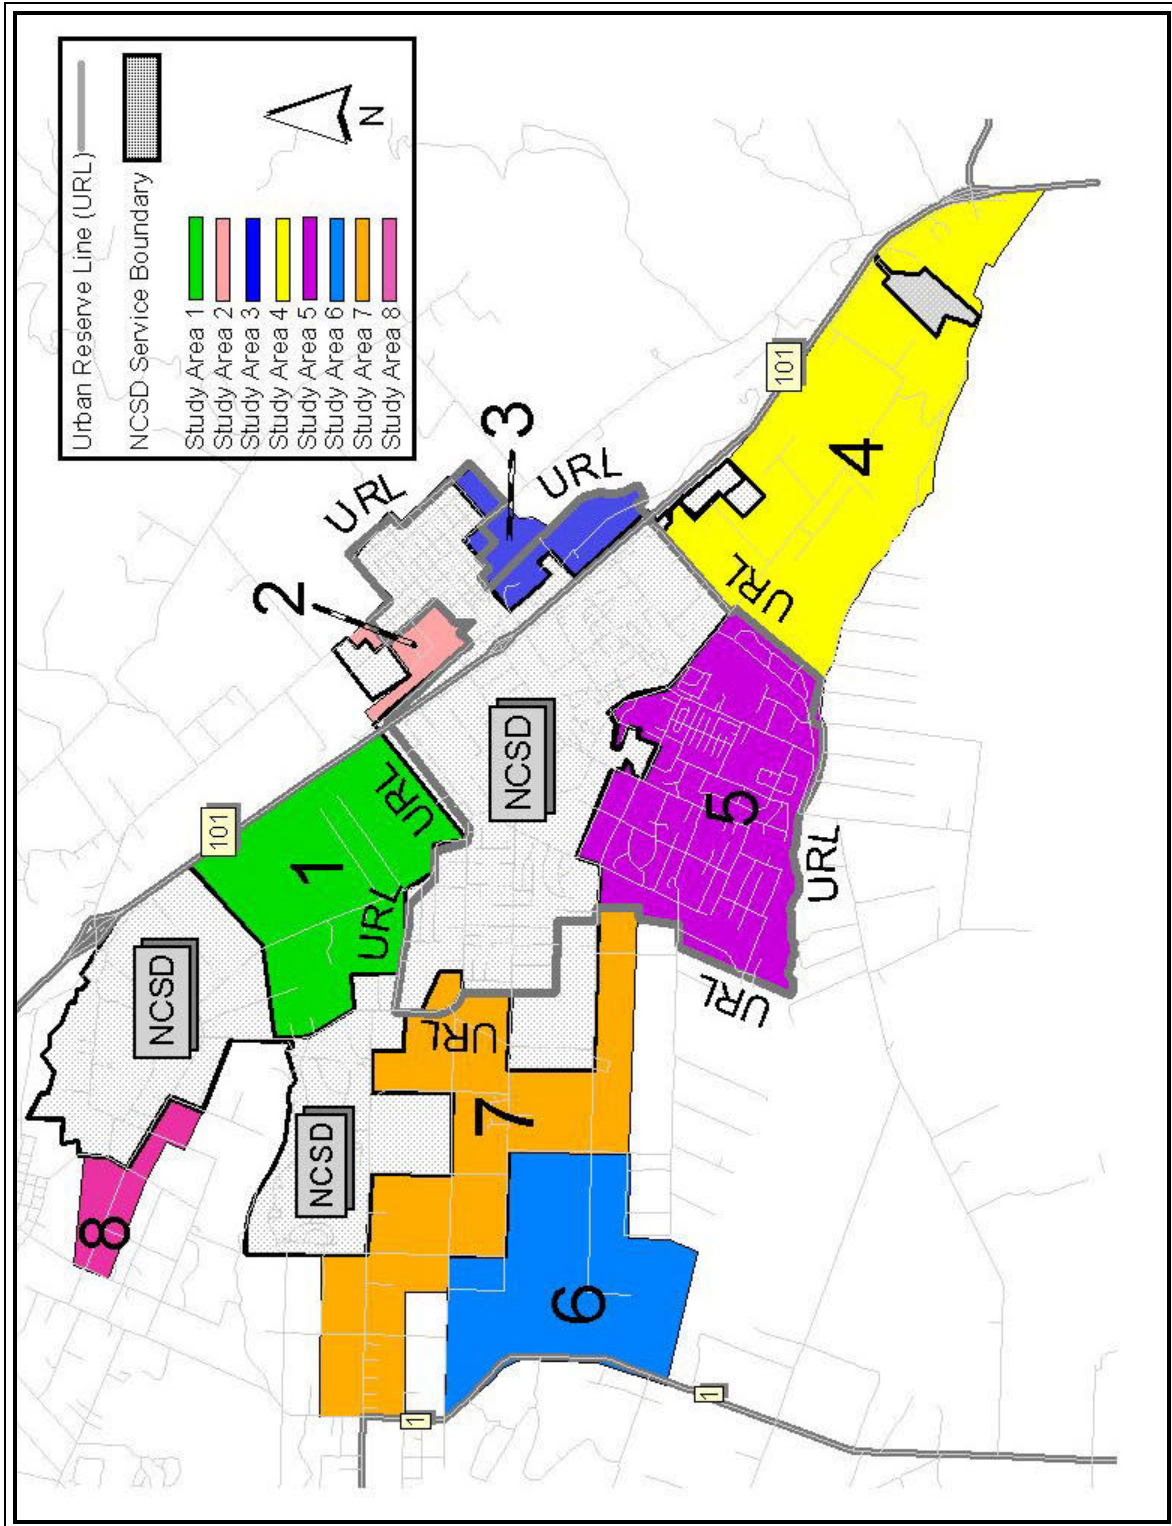 Urban Reserve Line (URL)
NCSD Service Boundary
Study Area 1
Study Area 2
Study Area 3
Study Area 4
Study Area 5
Study Area 6
Study Area 7
Study Area 8
N
8
NCSD
101
NCSD
1
URL
URL
2
URL
3
URL
1
7
URL
NCSD
101
6
1
URL
5
URL
URL
4